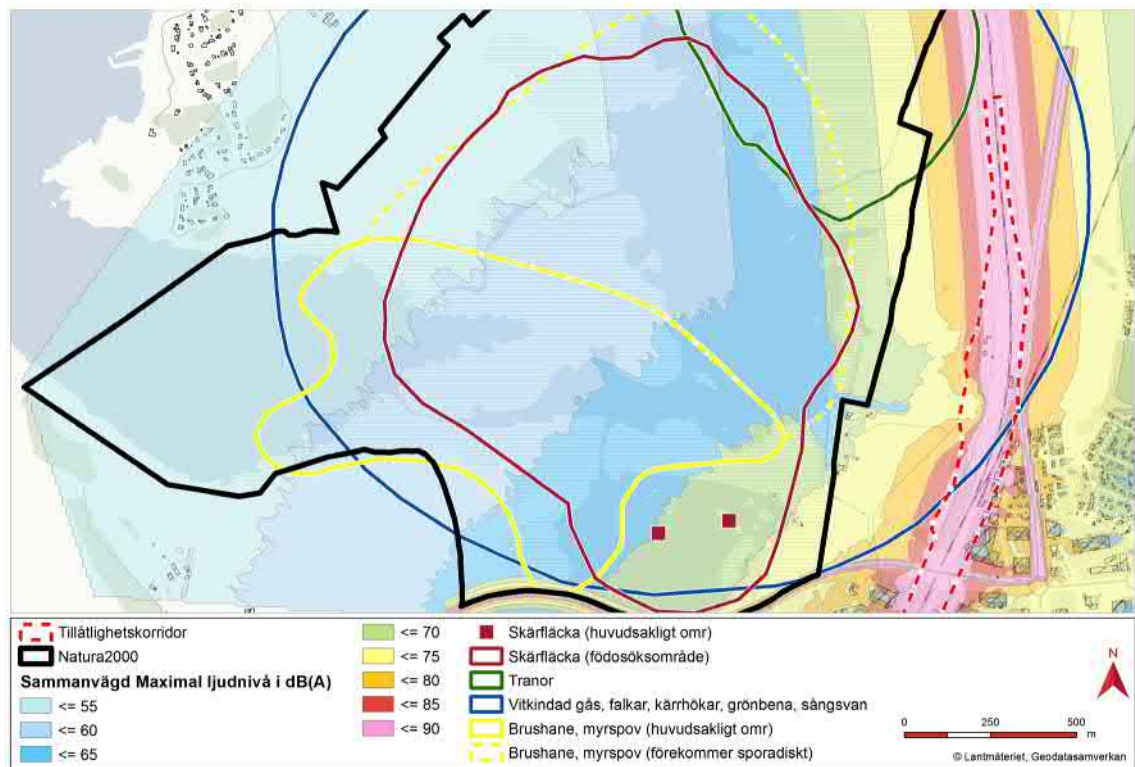 Tillåtlighetskorridor
Natura2000
Sammanvägd Maximal ljudnivå i dB(A)
<= 55
<= 60
<= 65
<= 70
<= 75
<= 80
<= 85
<= 90
Skärfläcka (huvudsakligt omr)
Skärfläcka (födosöksområde)
Tranor
Vitkindad gås, falkar, kärrhökar, grönbena, sångsvan
Brushane, myrspov (huvudsakligt omr)
Brushane, myrspov (förekommer sporadiskt)
N
0 250 500
m
© Lantmäteriet, Geodatasamverkan